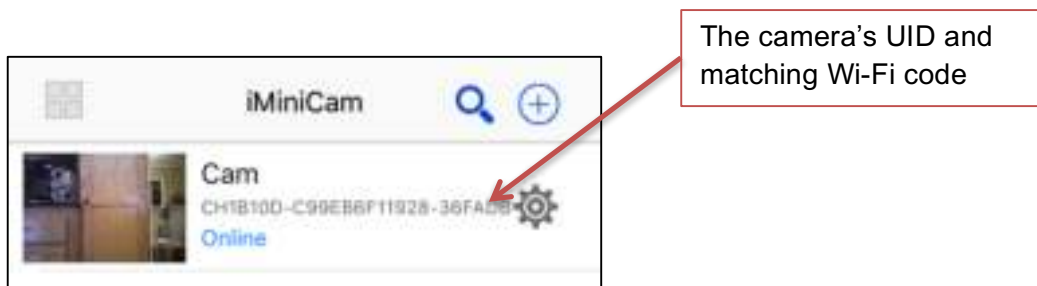 The camera's UID and
matching Wi-Fi code
iMiniCam
Cam
Online